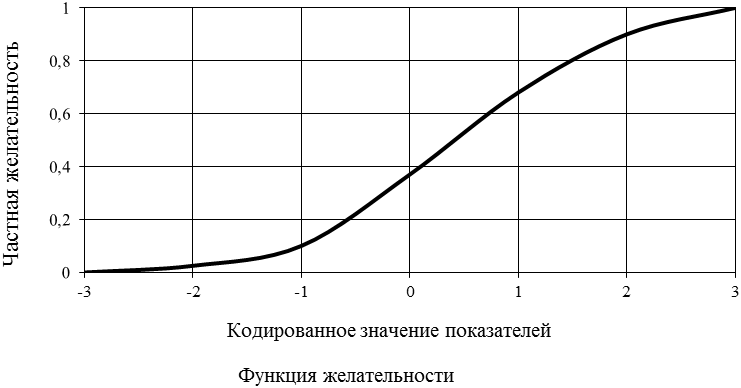 Частная желательность
1
0,8
0,6
0,4
0,2
0
-3 -2 -1 0 1 2 3
Кодированное значение показателей
Функция желательности